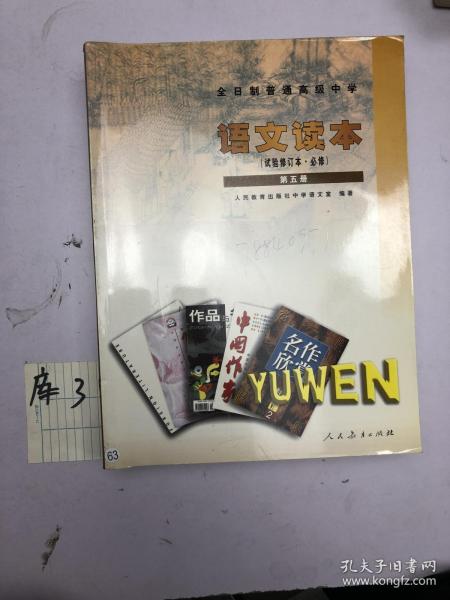 全日制普通高级中学
语文读本
(试验修订本·必修)
第五册
人民教育出版社中学语文室 编著
作品
中国作家
名作欣赏
2
YUWEN
人民教育出版社
库 3
63
孔夫子旧书网
www.kongfz.com